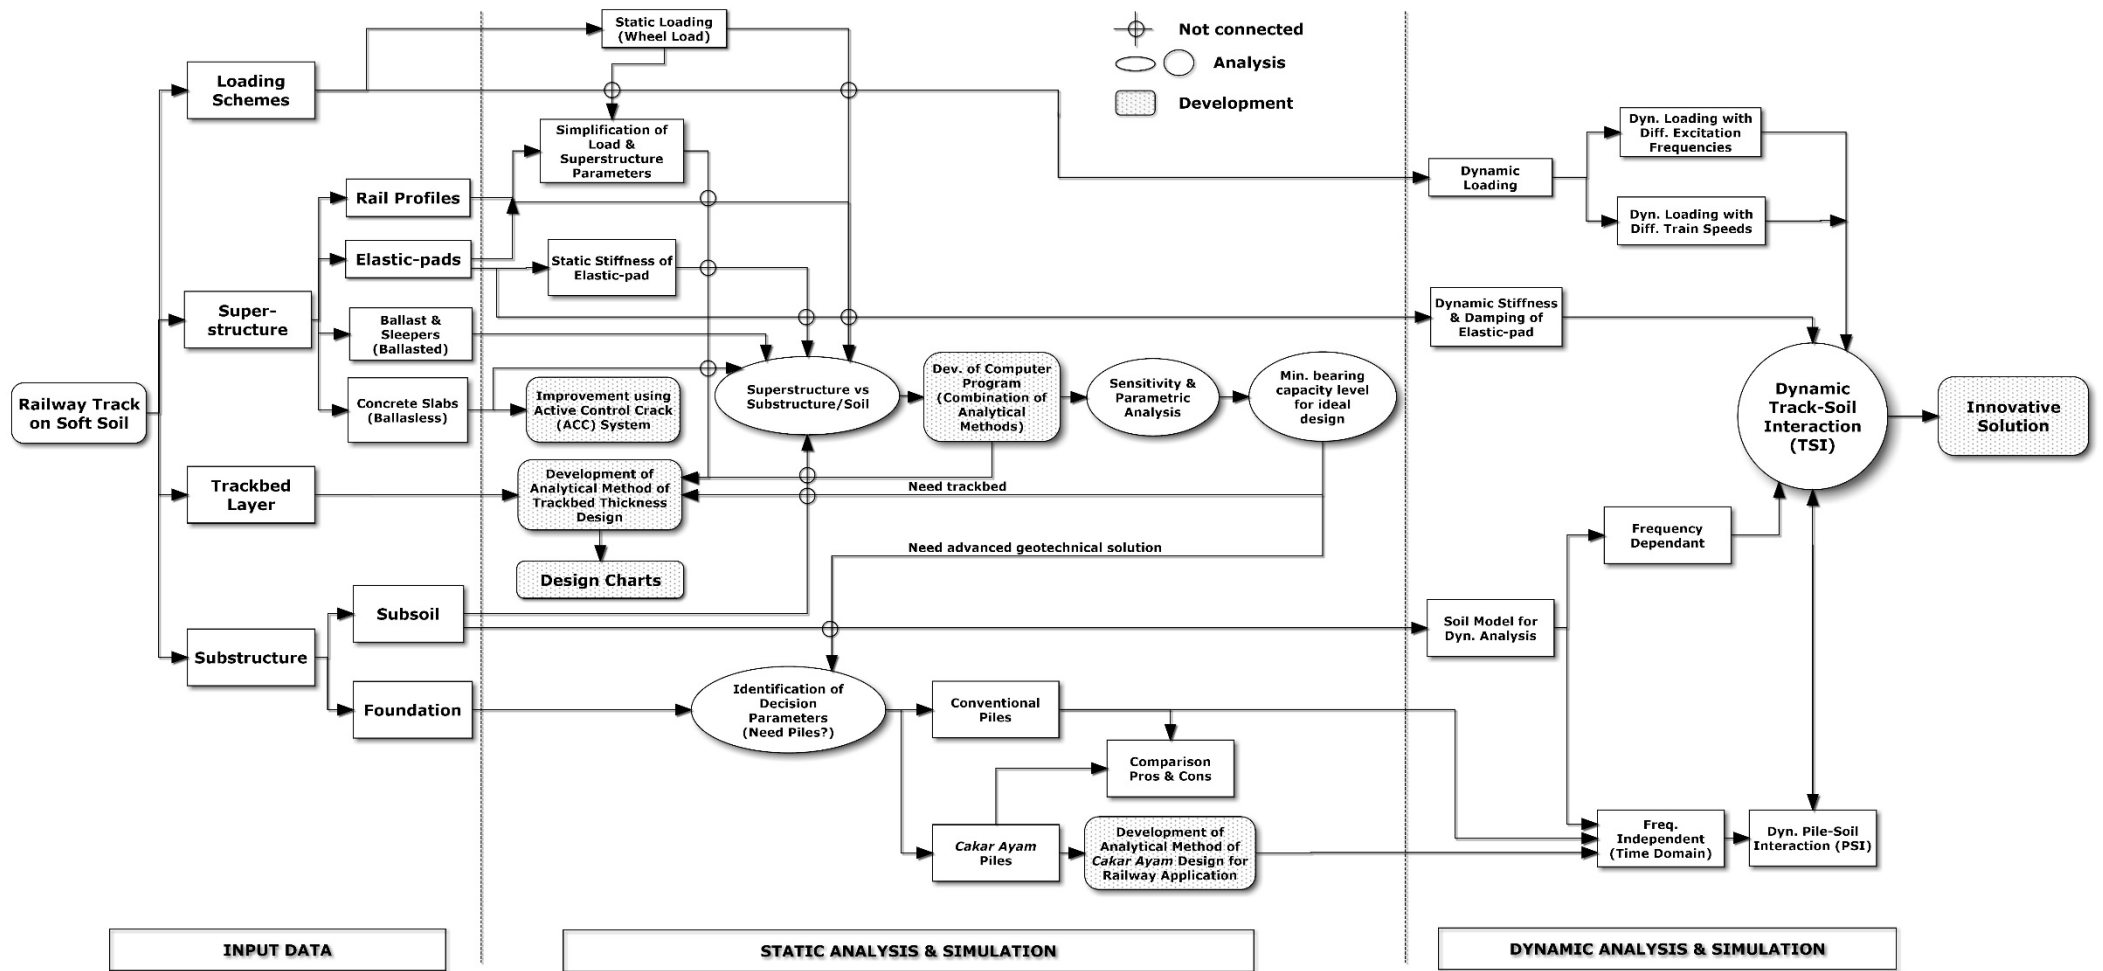 Static Loading
(Wheel Load)
Not connected
Analysis
Development
Loading
Schemes
Simplification of
Load &
Superstructure
Parameters
Dyn. Loading with
Diff. Excitation
Frequencies
Dynamic
Loading
Dyn. Loading with
Diff. Train Speeds
Rail Profiles
Elastic-pads
Static Stiffness of
Elastic-pad
Super-
structure
Ballast &
Sleepers
(Ballasted)
Dynamic Stiffness
& Damping of
Elastic-pad
Railway Track
on Soft Soil
Concrete Slabs
(Ballasless)
Improvement using
Active Control Crack
(ACC) System
Superstructure vs
Substructure/Soil
Dev. of Computer
Program
(Combination of
Analytical
Methods)
Sensitivity &
Parametric
Analysis
Min. bearing
capacity level
for ideal
design
Dynamic
Track-Soil
Interaction
(TSI)
Innovative
Solution
Trackbed
Layer
Development of
Analytical Method of
Trackbed Thickness
Design
Need trackbed
Need advanced geotechnical solution
Design Charts
Frequency
Dependant
Subsoil
Soil Model for
Dyn. Analysis
Substructure
Foundation
Identification of
Decision
Parameters
(Need Piles?)
Conventional
Piles
Comparison
Pros & Cons
Cakar Ayam
Piles
Development of
Analytical Method of
Cakar Ayam Design for
Railway Application
Freq.
Independent
(Time Domain)
Dyn. Pile-Soil
Interaction (PSI)
INPUT DATA
STATIC ANALYSIS & SIMULATION
DYNAMIC ANALYSIS & SIMULATION